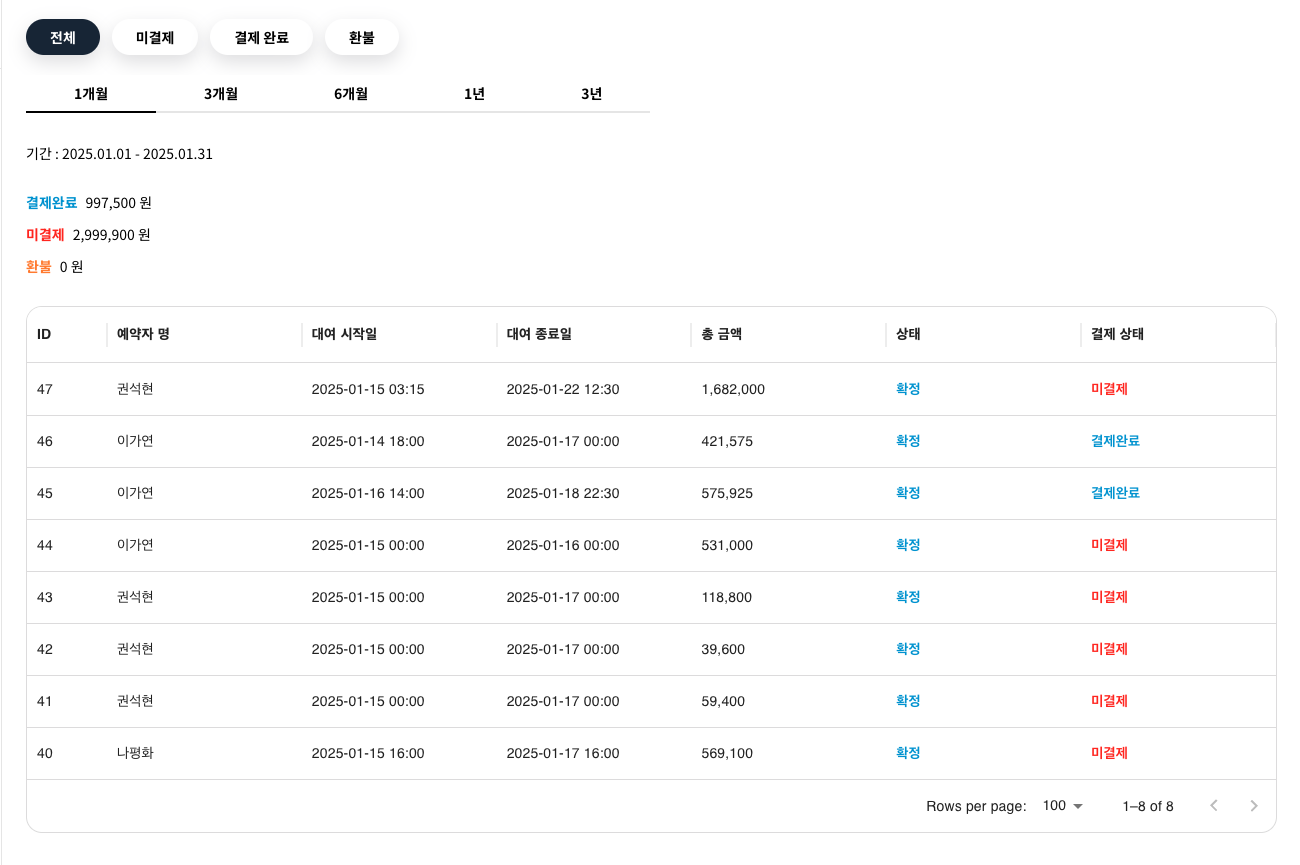 전체 미결제 결제 완료 환불
1개월 3개월 6개월 1년 3년
기간 : 2025.01.01 - 2025.01.31
결제완료 997,500 원
미결제 2,999,900 원
환불 0 원
ID 예약자 명 대여 시작일 대여 종료일 총 금액 상태 결제 상태
47 권석현 2025-01-15 03:15 2025-01-22 12:30 1,682,000 확정 미결제
46 이가연 2025-01-14 18:00 2025-01-17 00:00 421,575 확정 결제완료
45 이가연 2025-01-16 14:00 2025-01-18 22:30 575,925 확정 결제완료
44 이가연 2025-01-15 00:00 2025-01-16 00:00 531,000 확정 미결제
43 권석현 2025-01-15 00:00 2025-01-17 00:00 118,800 확정 미결제
42 권석현 2025-01-15 00:00 2025-01-17 00:00 39,600 확정 미결제
41 권석현 2025-01-15 00:00 2025-01-17 00:00 59,400 확정 미결제
40 나평화 2025-01-15 16:00 2025-01-17 16:00 569,100 확정 미결제
Rows per page: 100 1–8 of 8